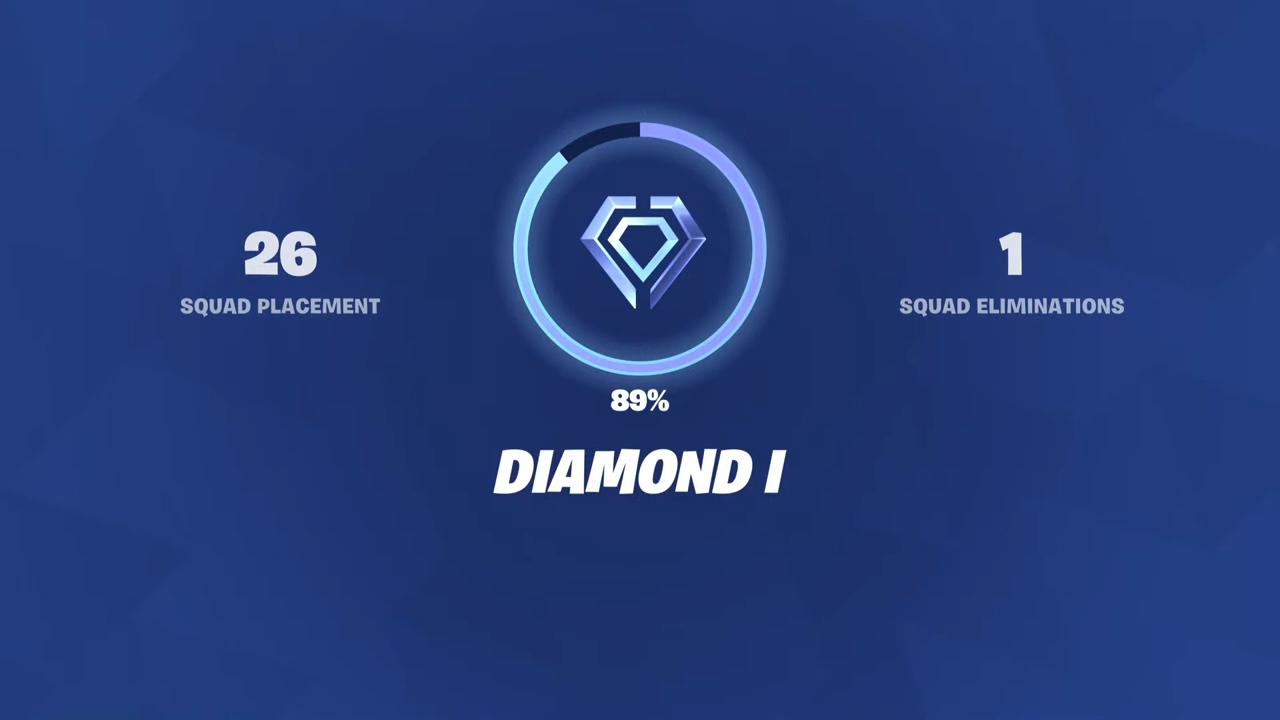 26
SQUAD PLACEMENT
1
SQUAD ELIMINATIONS
89%
DIAMOND I